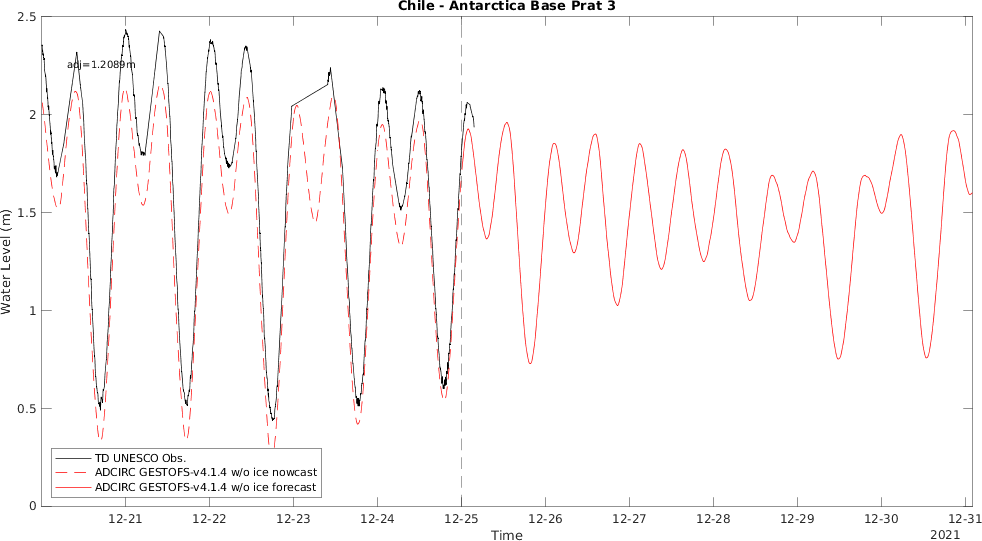 Chile - Antarctica Base Prat 3
2.5
adj=1.2089m
2
1.5
Water Level (m)
1
0.5
TD UNESCO Obs.
ADCIRC GESTOFS-v4.1.4 w/o ice nowcast
ADCIRC GESTOFS-v4.1.4 w/o ice forecast
0
12-21 12-22 12-23 12-24 12-25 12-26 12-27 12-28 12-29 12-30 12-31
Time
2021